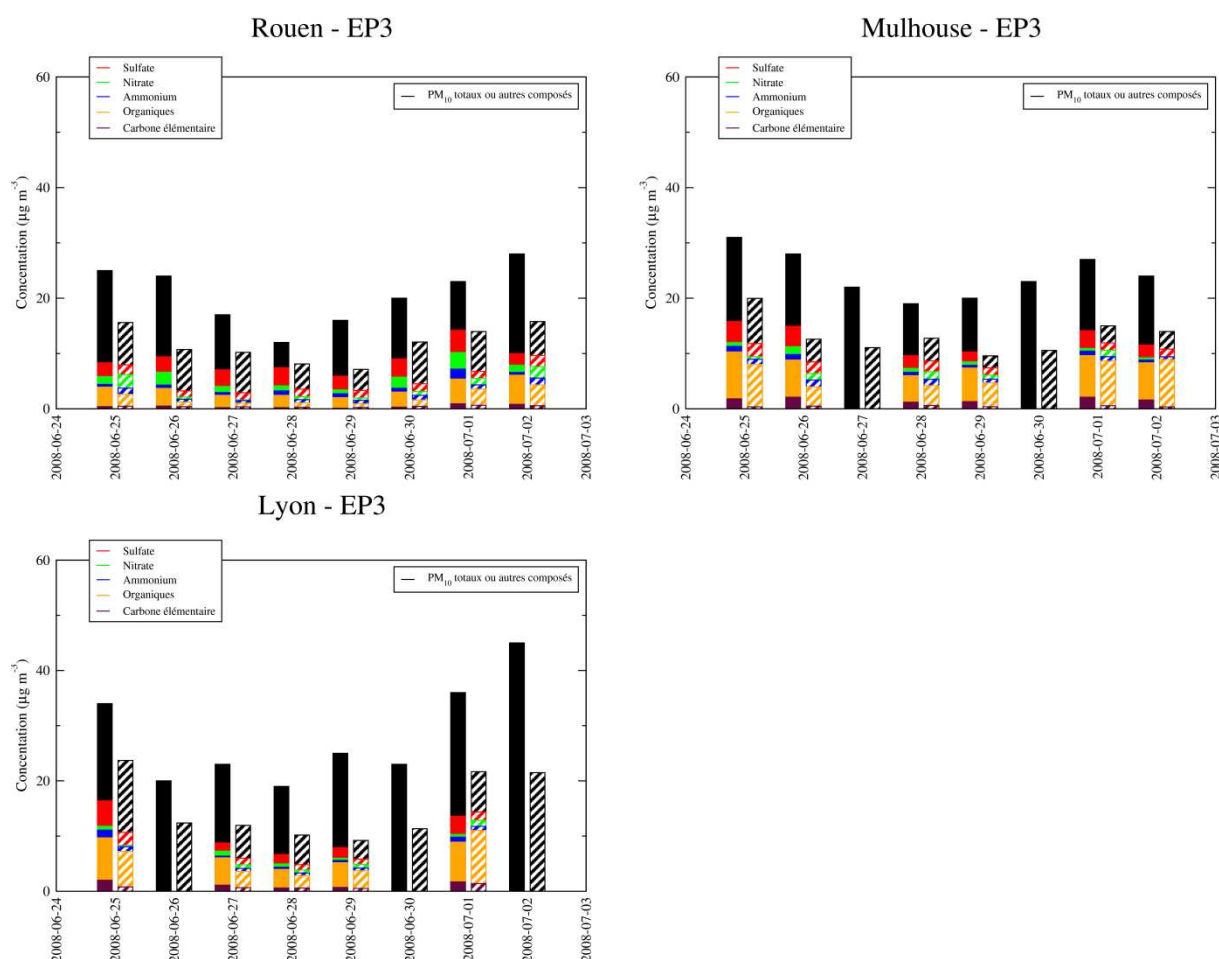 Rouen - EP3
Sulfate
Nitrate
Ammonium
Organiques
Carbone élémentaire
PM10 totaux ou autres composés
Concentation (µg m-3)
60
40
20
0
2008-06-24
2008-06-25
2008-06-26
2008-06-27
2008-06-28
2008-06-29
2008-06-30
2008-07-01
2008-07-02
2008-07-03
Mulhouse - EP3
Sulfate
Nitrate
Ammonium
Organiques
Carbone élémentaire
PM10 totaux ou autres composés
Concentation (µg m-3)
60
40
20
0
2008-06-24
2008-06-25
2008-06-26
2008-06-27
2008-06-28
2008-06-29
2008-06-30
2008-07-01
2008-07-02
2008-07-03
Lyon - EP3
Sulfate
Nitrate
Ammonium
Organiques
Carbone élémentaire
PM10 totaux ou autres composés
Concentation (µg m-3)
60
40
20
0
2008-06-24
2008-06-25
2008-06-26
2008-06-27
2008-06-28
2008-06-29
2008-06-30
2008-07-01
2008-07-02
2008-07-03